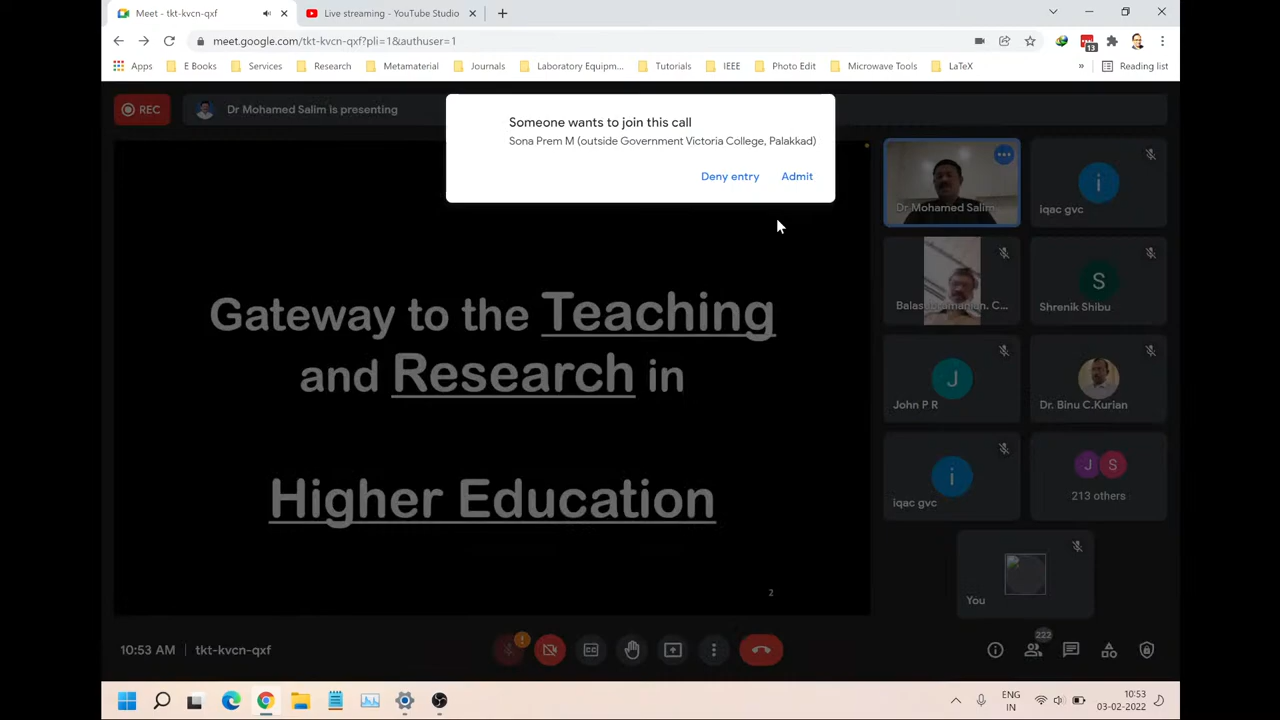 Meet - tkt-kvcn-qxf
Live streaming - YouTube Studio
meet.google.com/tkt-kvcn-qxf?pli=1&authuser=1
13
Apps
E Books
Services
Research
Metamaterial
Journals
Laboratory Equipm...
Tutorials
IEEE
Photo Edit
Microwave Tools
LaTeX
»
Reading list
REC
Dr Mohamed Salim is presenting
Someone wants to join this call
Sona Prem M (outside Government Victoria College, Palakkad)
Deny entry
Admit
Gateway to the Teaching
and Research in
Higher Education
2
Dr Mohamed Salim
i
iqac gvc
Balasubramanian. C...
S
Shrenik Shibu
J
John P R
Dr. Binu C.Kurian
i
iqac gvc
J S
213 others
You
10:53 AM | tkt-kvcn-qxf
CC
222
ENG
IN
10:53
03-02-2022